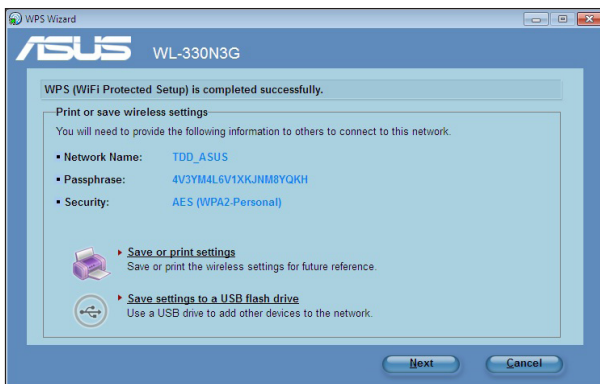 WPS Wizard
ASUS WL-330N3G
WPS (WiFi Protected Setup) is completed successfully.
Print or save wireless settings
You will need to provide the following information to others to connect to this network.
Network Name: TDD_ASUS
Passphrase: 4V3YM4L6V1XKJNM8YQKH
Security: AES (WPA2-Personal)
Save or print settings
Save or print the wireless settings for future reference.
Save settings to a USB flash drive
Use a USB drive to add other devices to the network.
Next Cancel